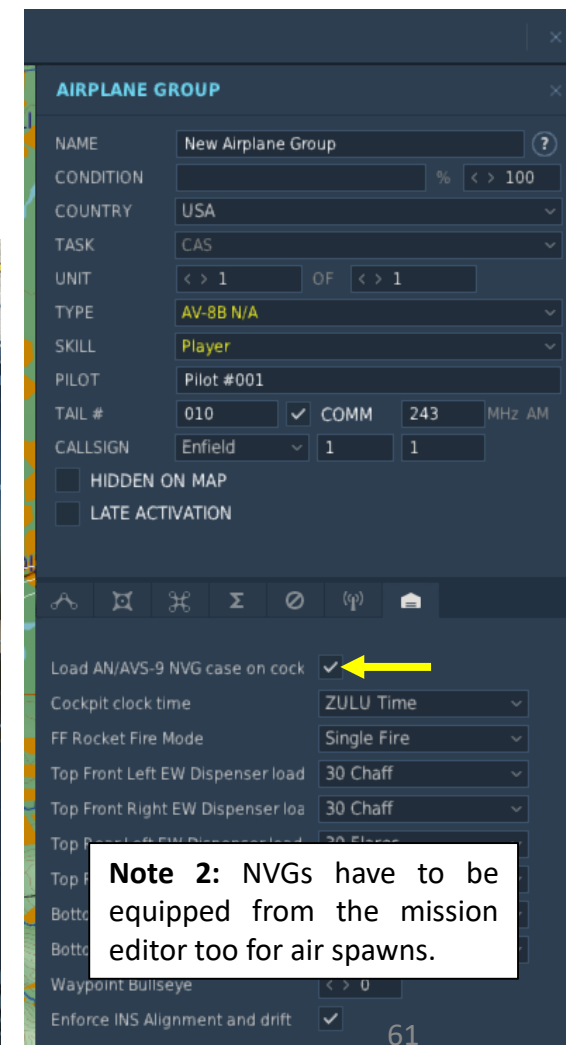 AIRPLANE GROUP
NAME New Airplane Group ?
CONDITION % < > 100
COUNTRY USA
TASK CAS
UNIT < > 1 OF < > 1
TYPE AV-8B N/A
SKILL Player
PILOT Pilot #001
TAIL # 010 COMM 243 MHz AM
CALLSIGN Enfield 1 1
HIDDEN ON MAP
LATE ACTIVATION
Load AN/AVS-9 NVG case on cock
Cockpit clock time ZULU Time
FF Rocket Fire Mode Single Fire
Top Front Left EW Dispenser load 30 Chaff
Top Front Right EW Dispenser loa 30 Chaff
Note 2: NVGs have to be
equipped from the mission
editor too for air spawns.
Waypoint Bullseye < > 0
Enforce INS Alignment and drift
61